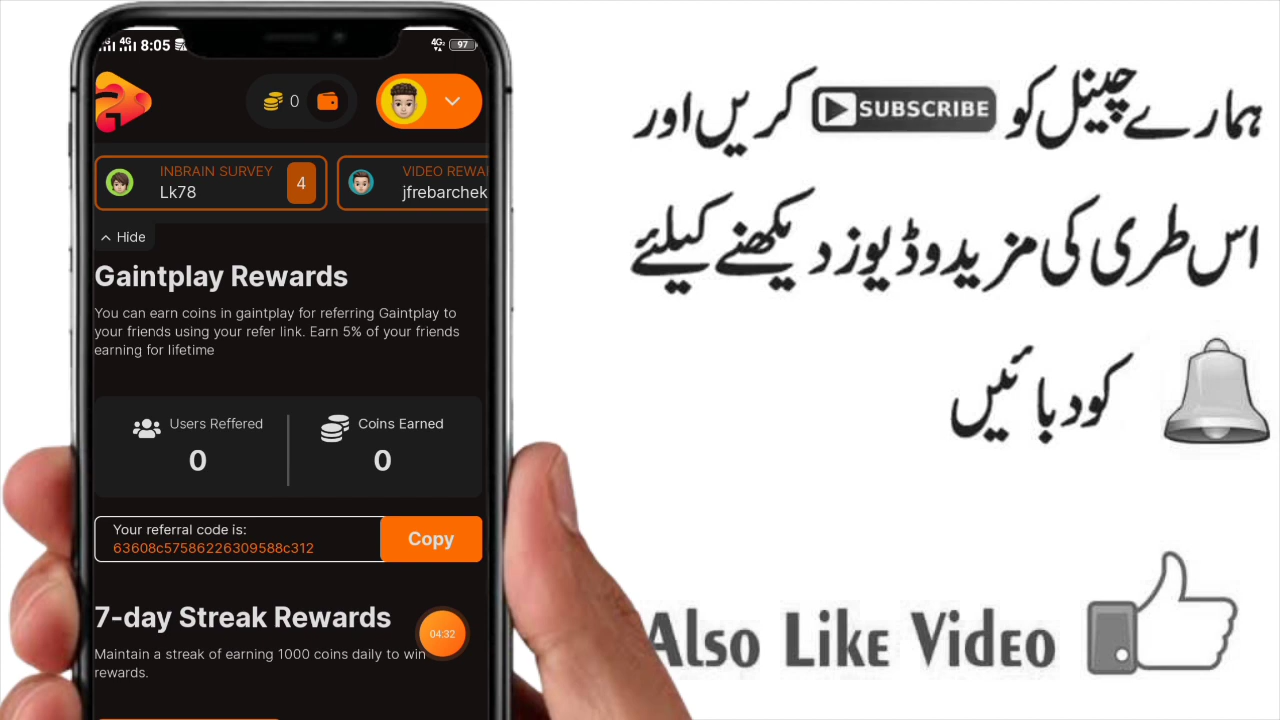 4G 8:05
4G 97
0
INBRAIN SURVEY
Lk78
4
VIDEO REWA
jfrebarchek
Hide
Gaintplay Rewards
You can earn coins in gaintplay for referring Gaintplay to
your friends using your refer link. Earn 5% of your friends
earning for lifetime
Users Reffered
0
Coins Earned
0
Your referral code is:
63608c57586226309588c312
Copy
7-day Streak Rewards
04:32
Maintain a streak of earning 1000 coins daily to win
rewards.
ہمارے چینل کو SUBSCRIBE کریں اور
اس طری کی مزید وڈیوز دیکھنے کیلئے
کو دبائیں
Also Like Video